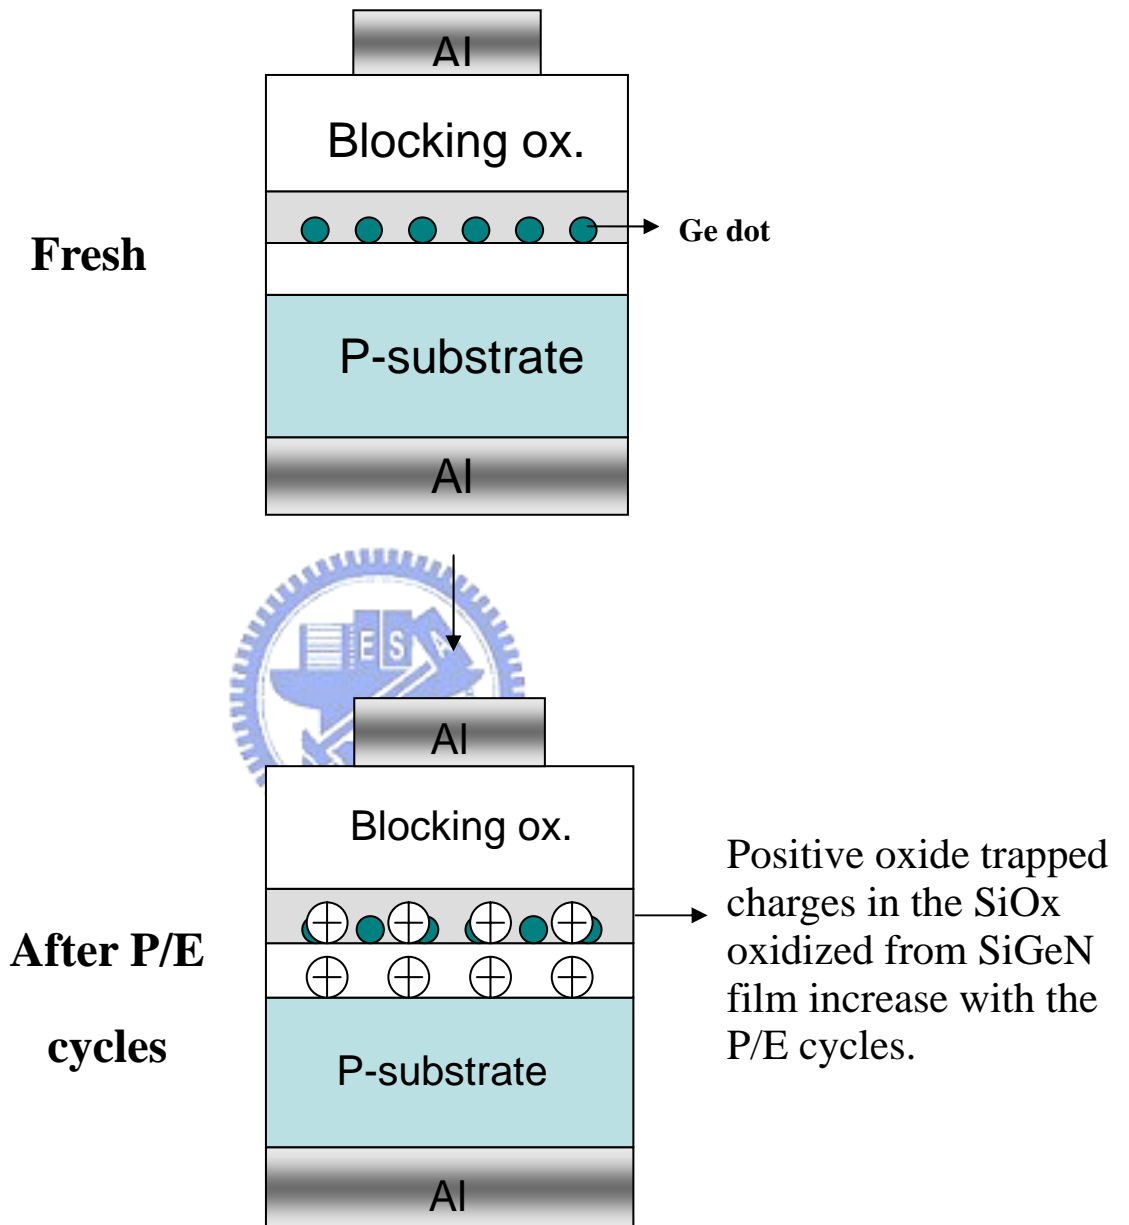 Al
Blocking ox.
Ge dot
Fresh
P-substrate
Al
ESA
Al
Blocking ox.
Positive oxide trapped
charges in the SiOx
oxidized from SiGeN
film increase with the
P/E cycles.
After P/E
cycles
P-substrate
Al